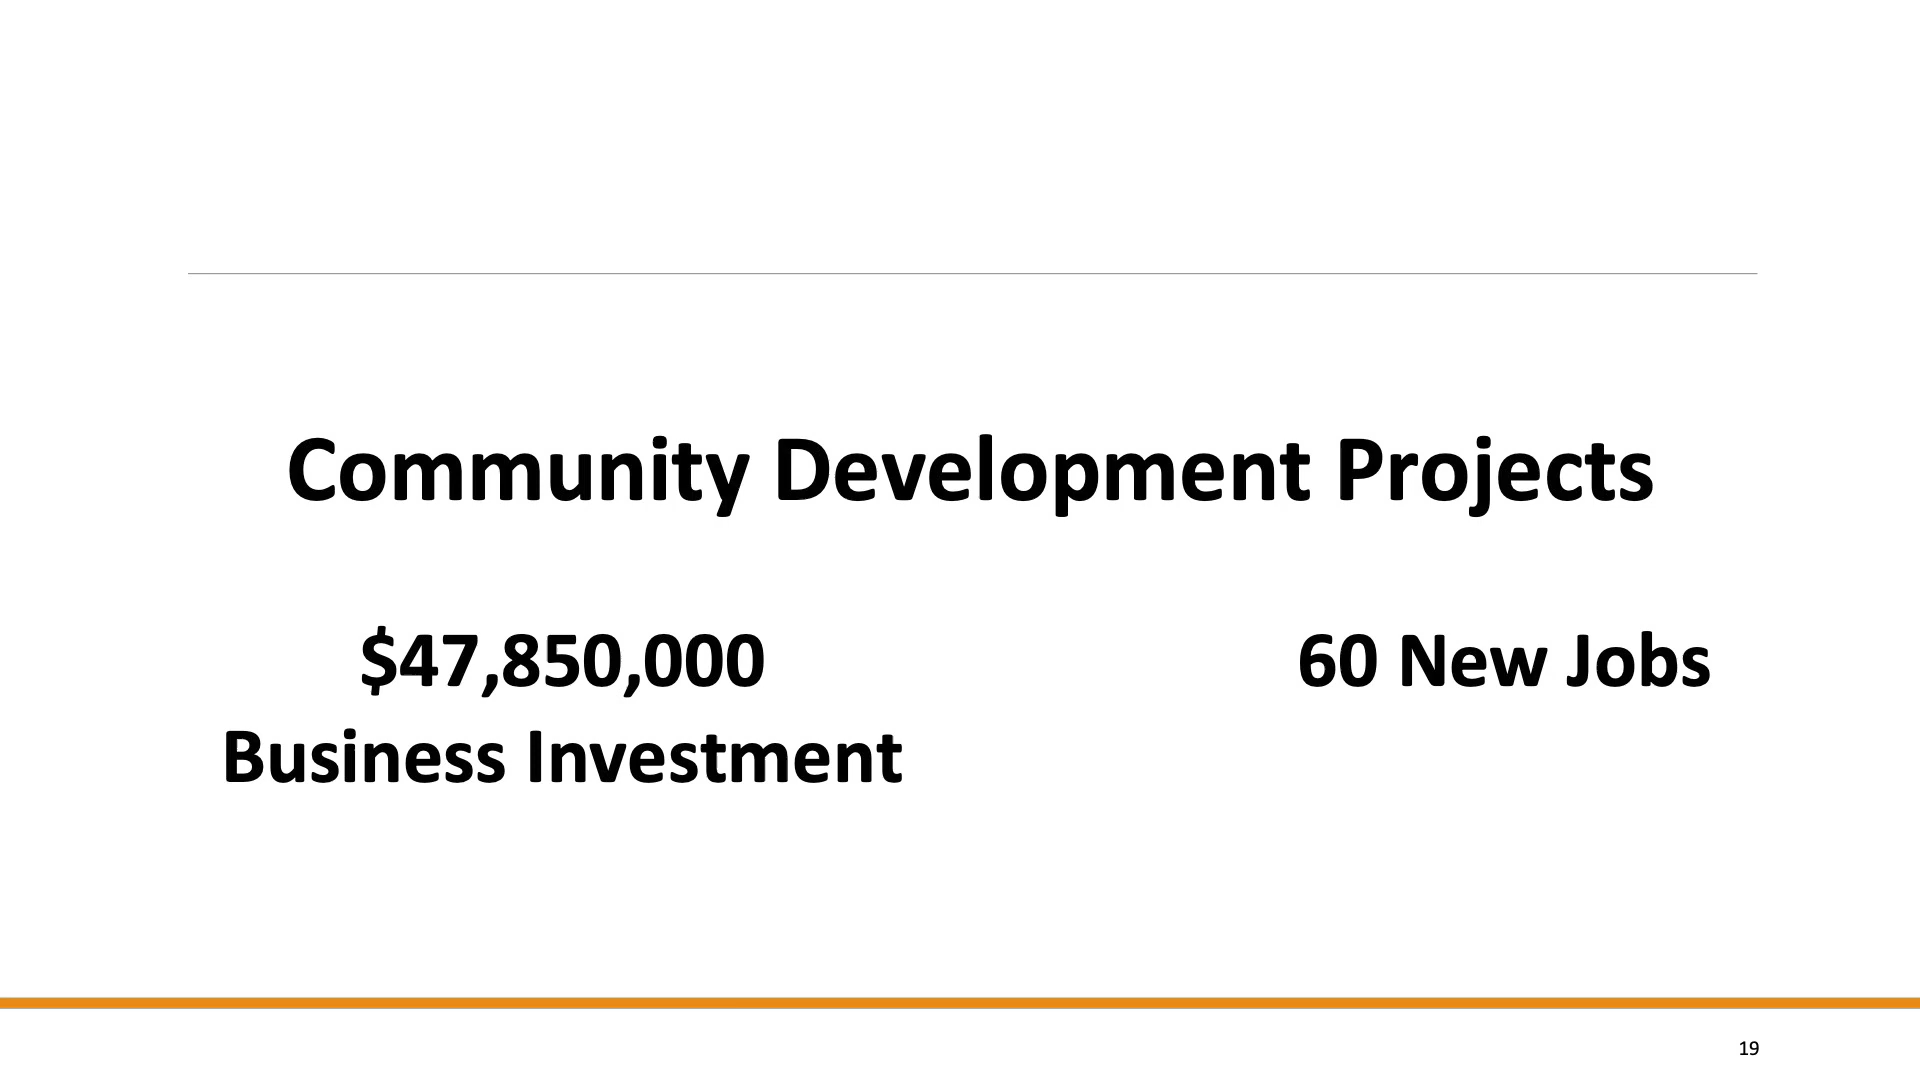 Community Development Projects
$47,850,000
Business Investment
60 New Jobs
19